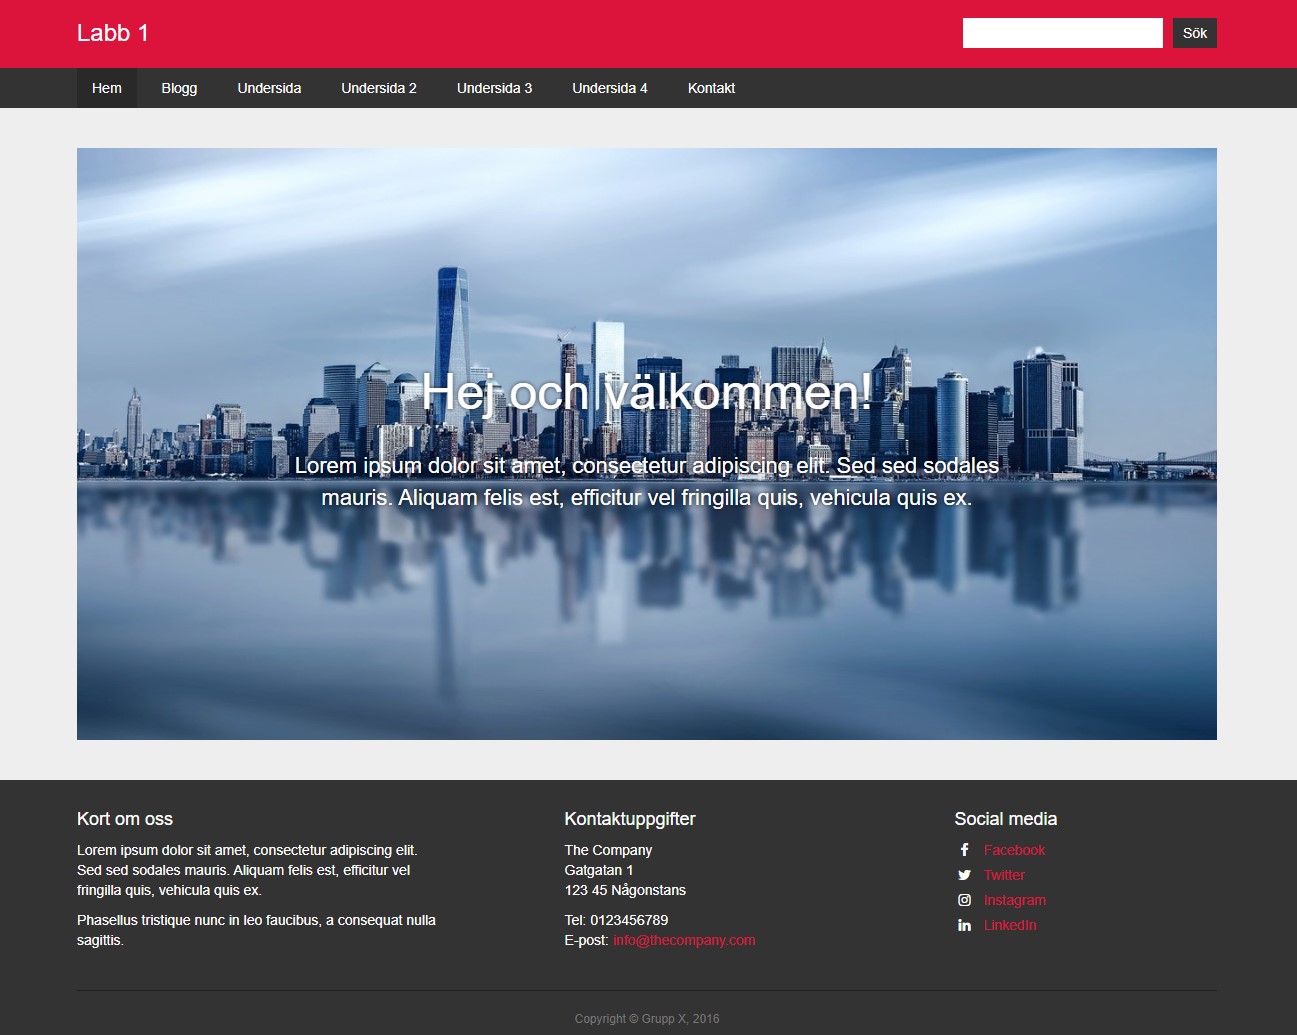 Labb 1
Sök
Hem Blogg Undersida Undersida 2 Undersida 3 Undersida 4 Kontakt
Hej och välkommen!
Lorem ipsum dolor sit amet, consectetur adipiscing elit. Sed sed sodales
mauris. Aliquam felis est, efficitur vel fringilla quis, vehicula quis ex.
Kort om oss
Lorem ipsum dolor sit amet, consectetur adipiscing elit.
Sed sed sodales mauris. Aliquam felis est, efficitur vel
fringilla quis, vehicula quis ex.
Phasellus tristique nunc in leo faucibus, a consequat nulla
sagittis.
Kontaktuppgifter
The Company
Gatgatan 1
123 45 Någonstans
Tel: 0123456789
E-post: info@thecompany.com
Social media
Facebook
Twitter
Instagram
LinkedIn
Copyright © Grupp X, 2016